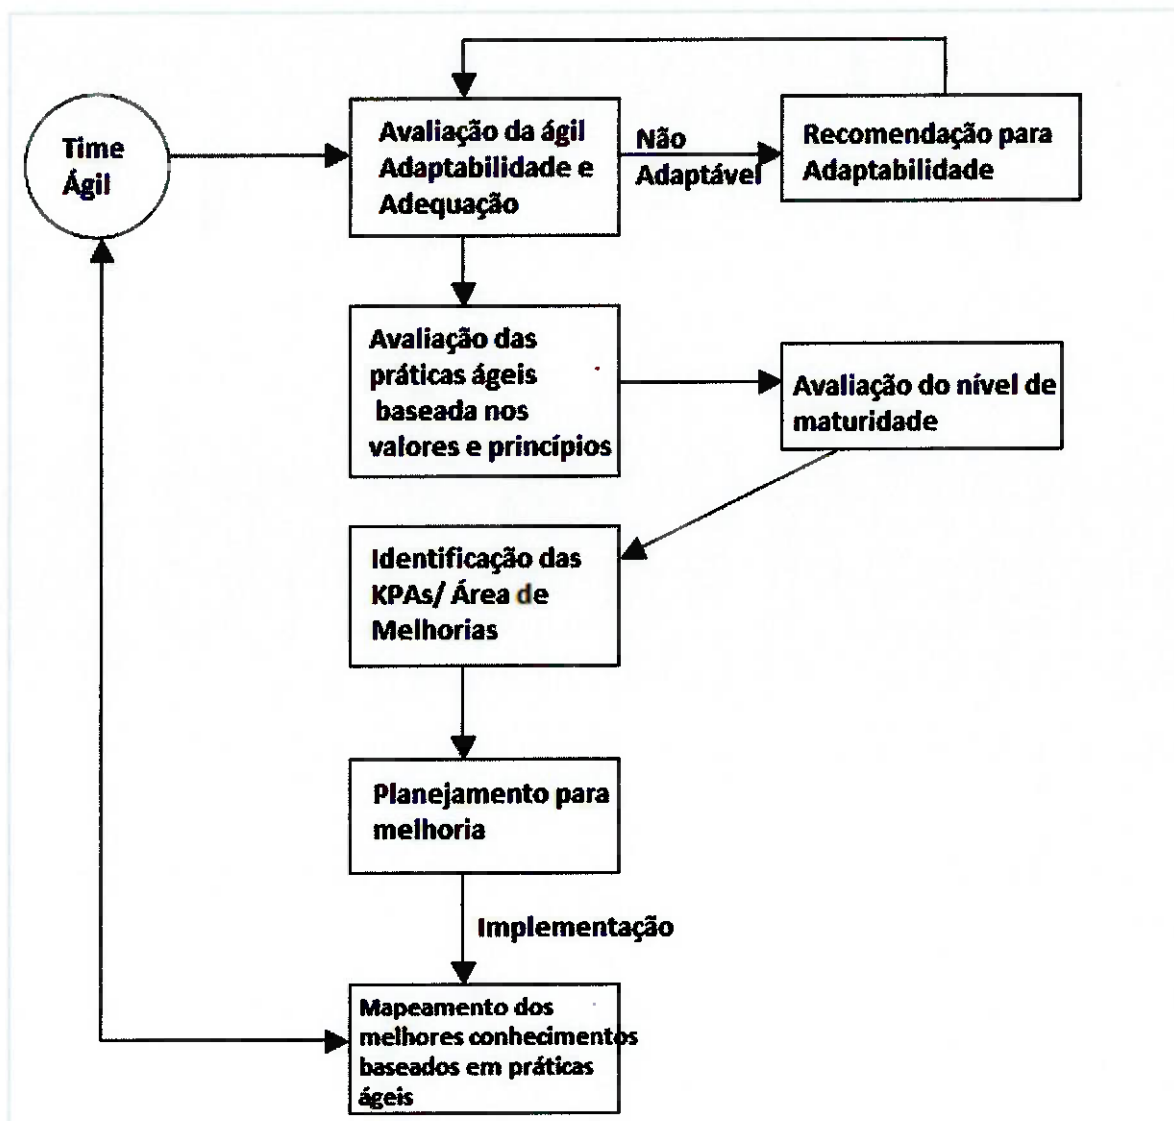 Time
Ágil
Avaliação da ágil
Adaptabilidade e
Adequação
Não
Adaptável
Recomendação para
Adaptabilidade
Avaliação das
práticas ágeis
baseada nos
valores e princípios
Avaliação do nível de
maturidade
Identificação das
KPAs/ Área de
Melhorias
Planejamento para
melhoria
Implementação
Mapeamento dos
melhores conhecimentos
baseados em práticas
ágeis